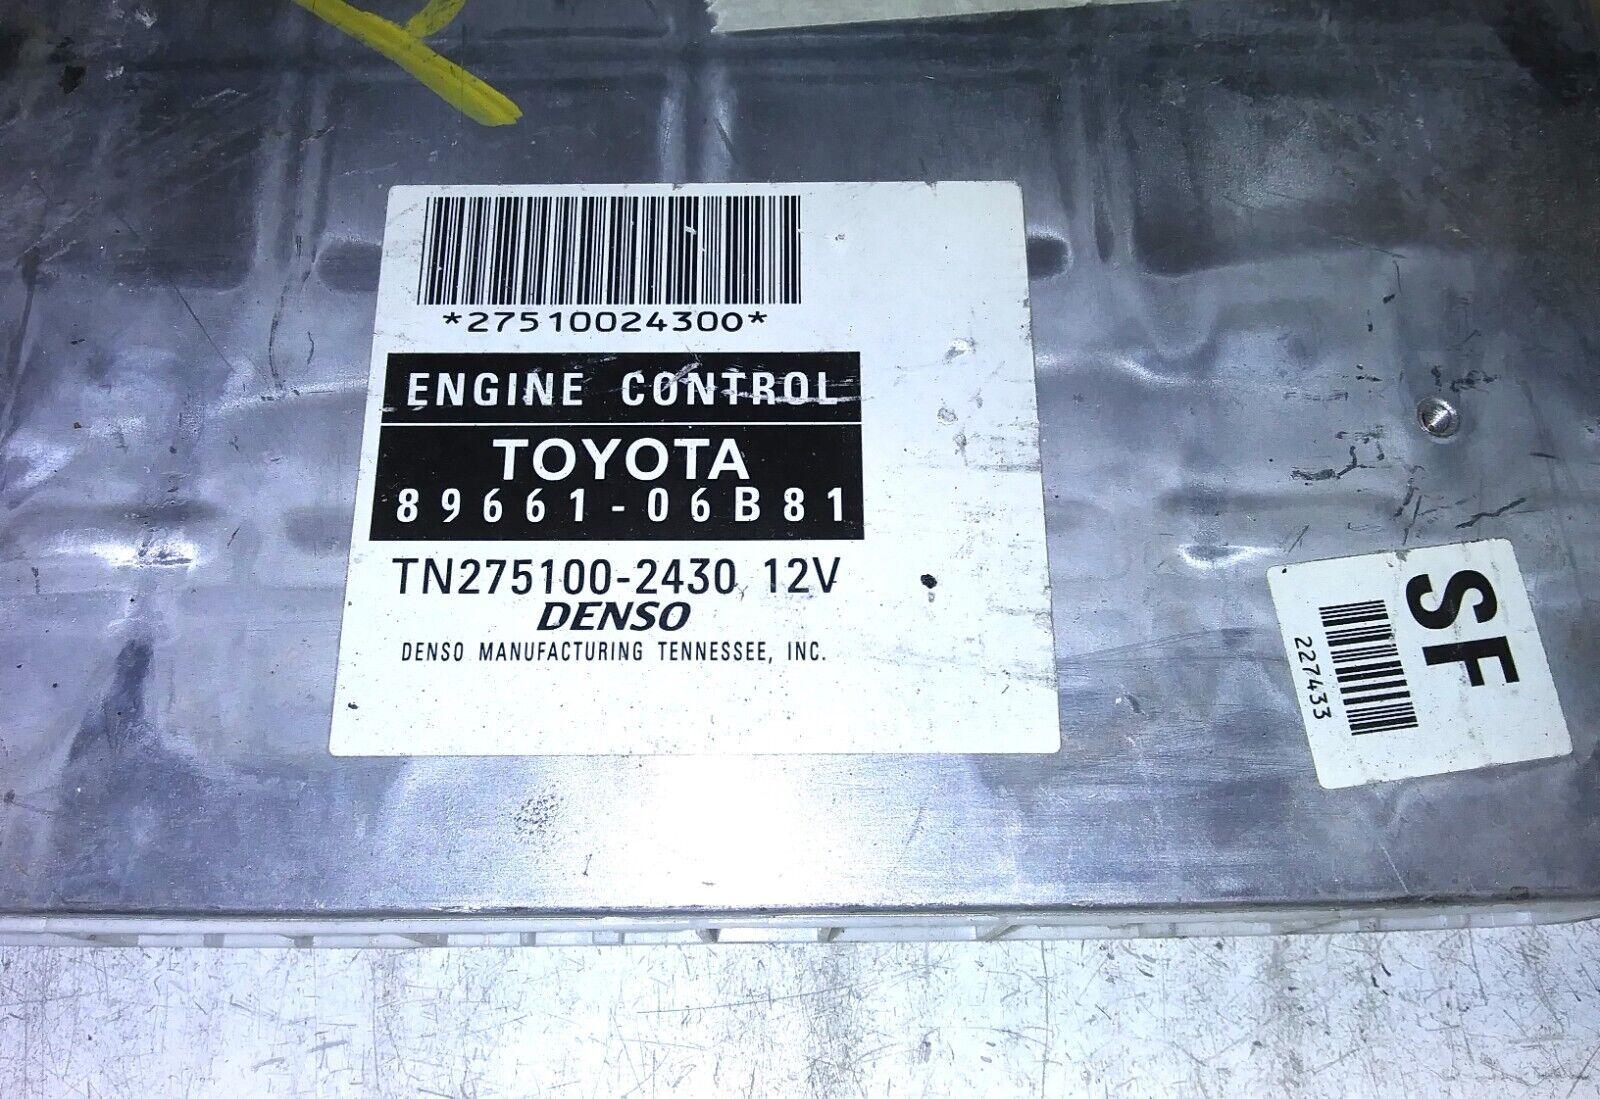 *27510024300*
ENGINE CONTROL
TOYOTA
89661-06B81
TN275100-2430 12V
DENSO
DENSO MANUFACTURING TENNESSEE, INC.
SF
227433